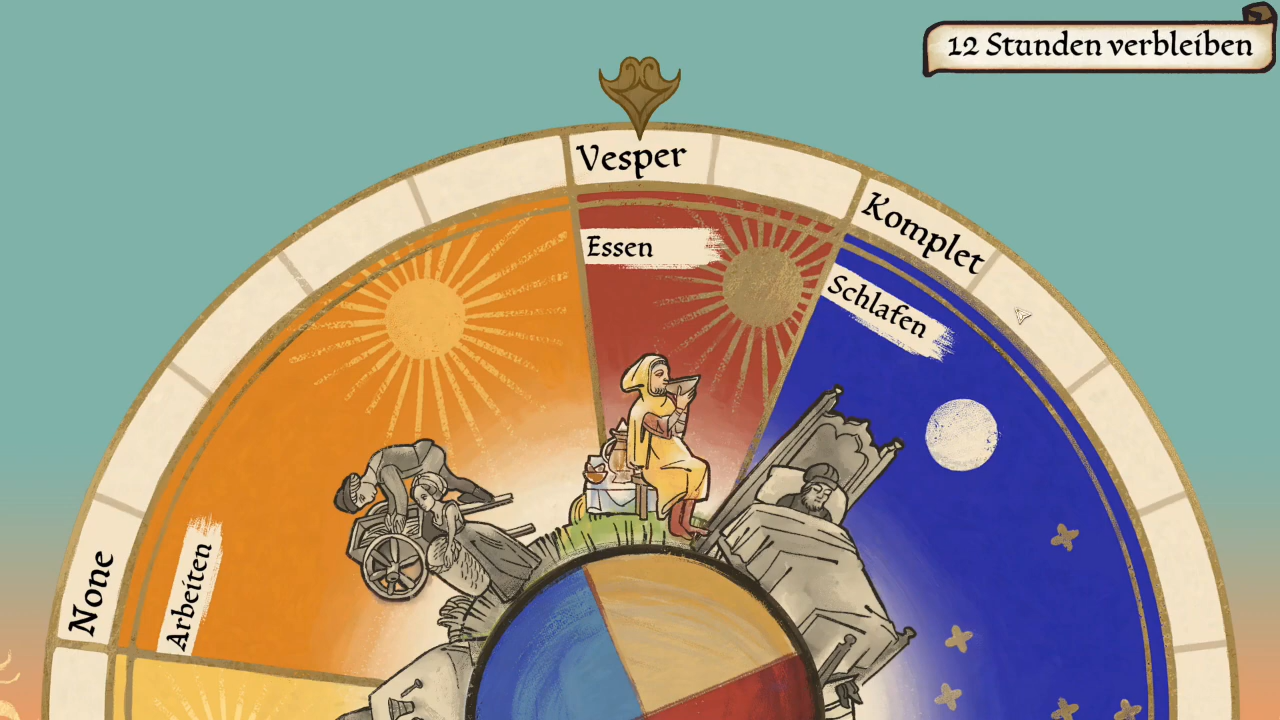 12 Stunden verbleiben
Vesper
Komplet
Essen
Schlafen
None
Arbeiten